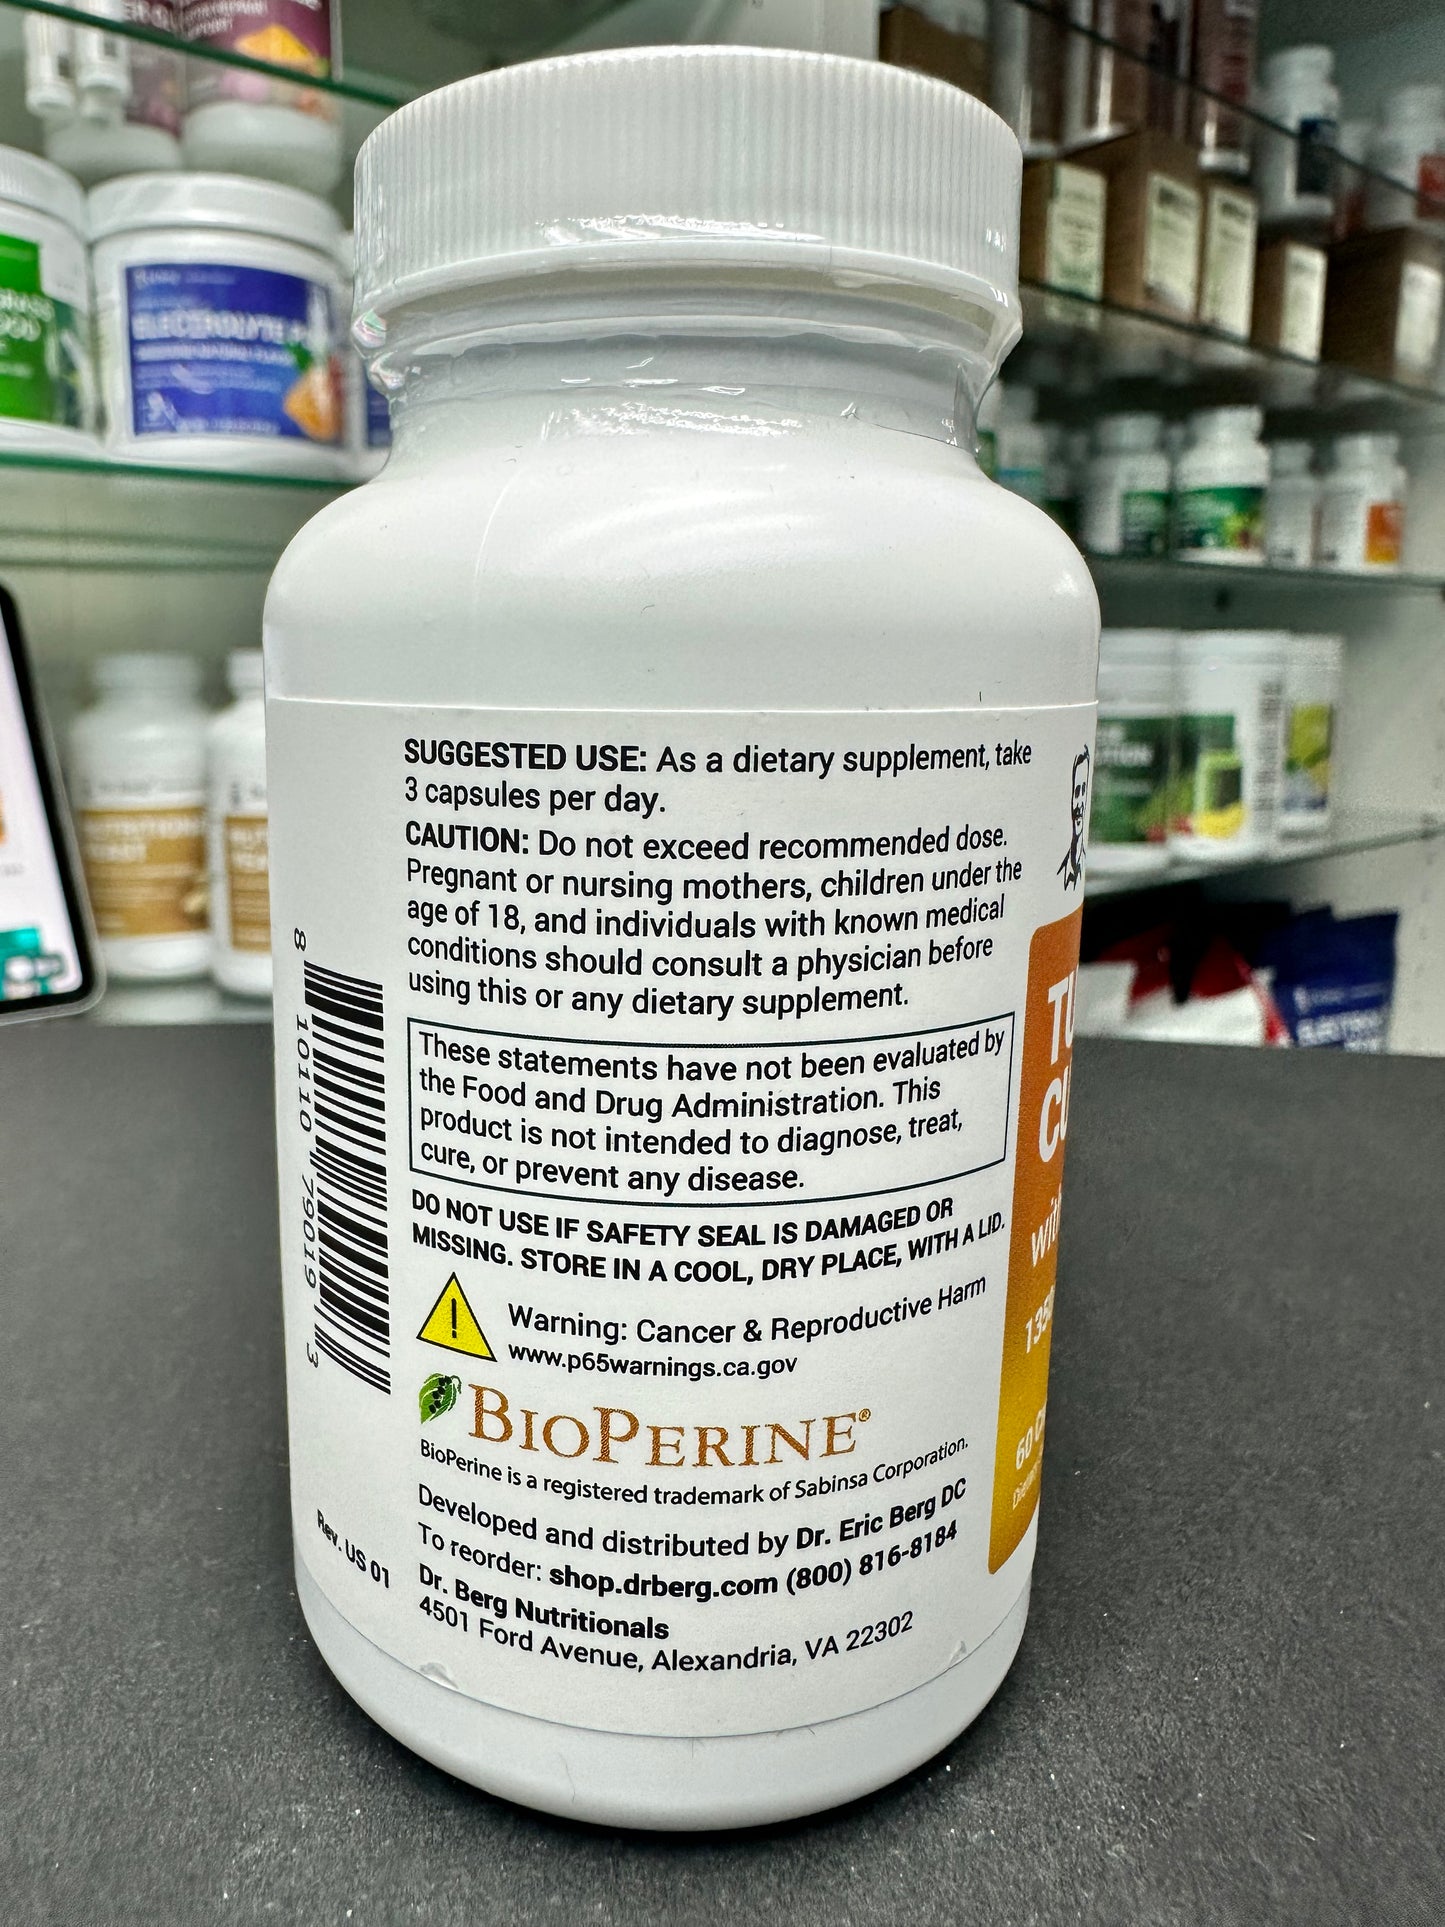 SUGGESTED USE: As a dietary supplement, take
3 capsules per day.
CAUTION: Do not exceed recommended dose.
Pregnant or nursing mothers, children under the
age of 18, and individuals with known medical
conditions should consult a physician before
using this or any dietary supplement.
These statements have not been evaluated by
the Food and Drug Administration. This
product is not intended to diagnose, treat,
cure, or prevent any disease.
DO NOT USE IF SAFETY SEAL IS DAMAGED OR
MISSING. STORE IN A COOL, DRY PLACE, WITH A LID.
Warning: Cancer & Reproductive Harm
www.p65warnings.ca.gov
BIOPERINE®
BioPerine is a registered trademark of Sabinsa Corporation.
Developed and distributed by Dr. Eric Berg DC
To reorder: shop.drberg.com (800) 816-8184
Dr. Berg Nutritionals
4501 Ford Avenue, Alexandria, VA 22302
8 10110 79019 3
Rev. US 01
60
ELECTROLYTE